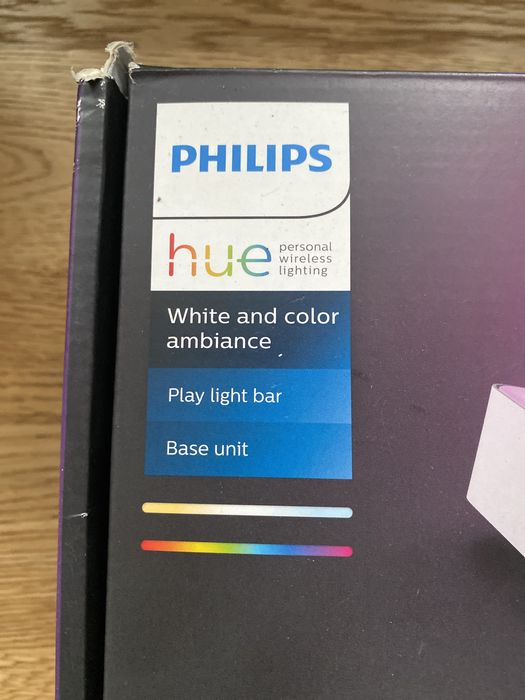 PHILIPS
hue
personal
wireless
lighting
White and color
ambiance
Play light bar
Base unit